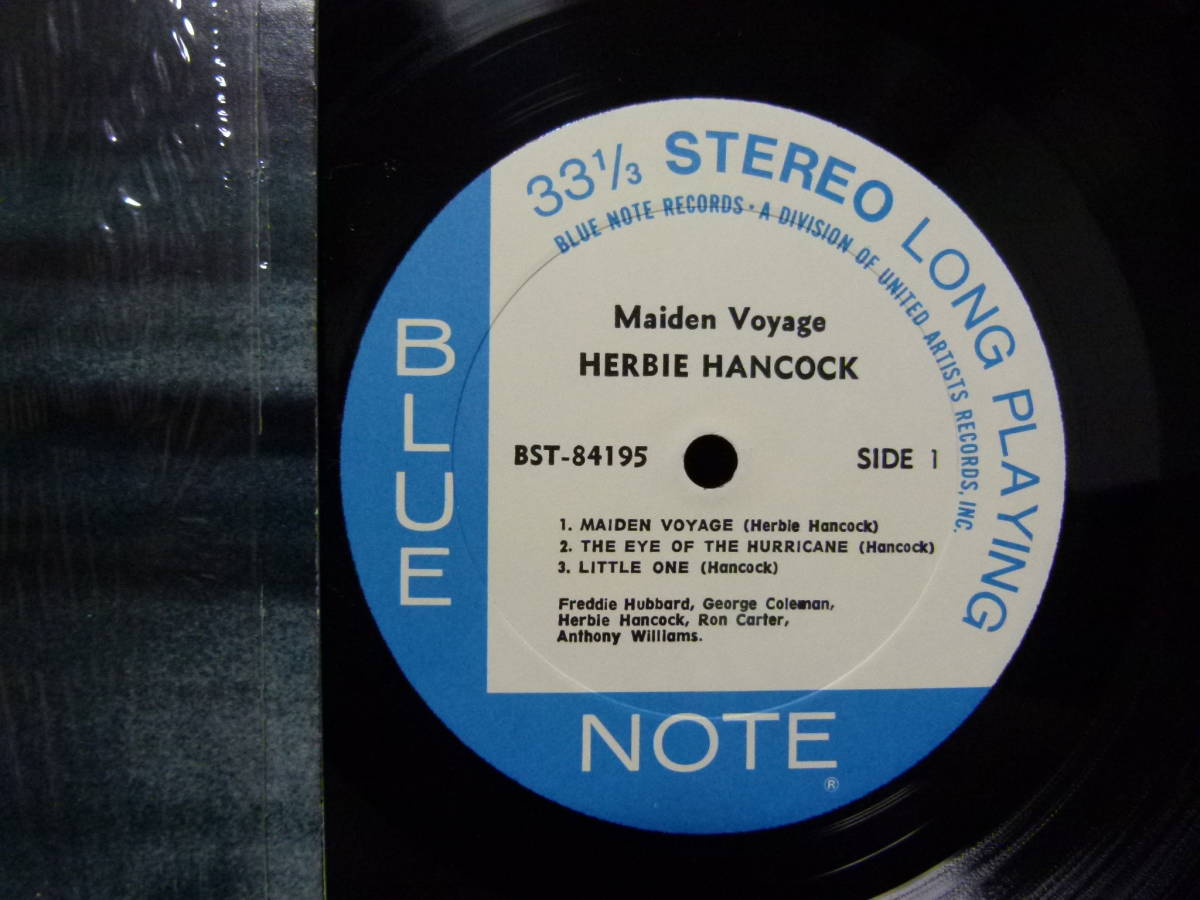 33⅓ STEREO LONG PLAYING
BLUE NOTE RECORDS · A DIVISION OF UNITED ARTISTS RECORDS, INC.
Maiden Voyage
HERBIE HANCOCK
BST-84195
SIDE 1
1. MAIDEN VOYAGE (Herbie Hancock)
2. THE EYE OF THE HURRICANE (Hancock)
3. LITTLE ONE (Hancock)
Freddie Hubbard, George Coleman,
Herbie Hancock, Ron Carter,
Anthony Williams.
BLUE
NOTE
®